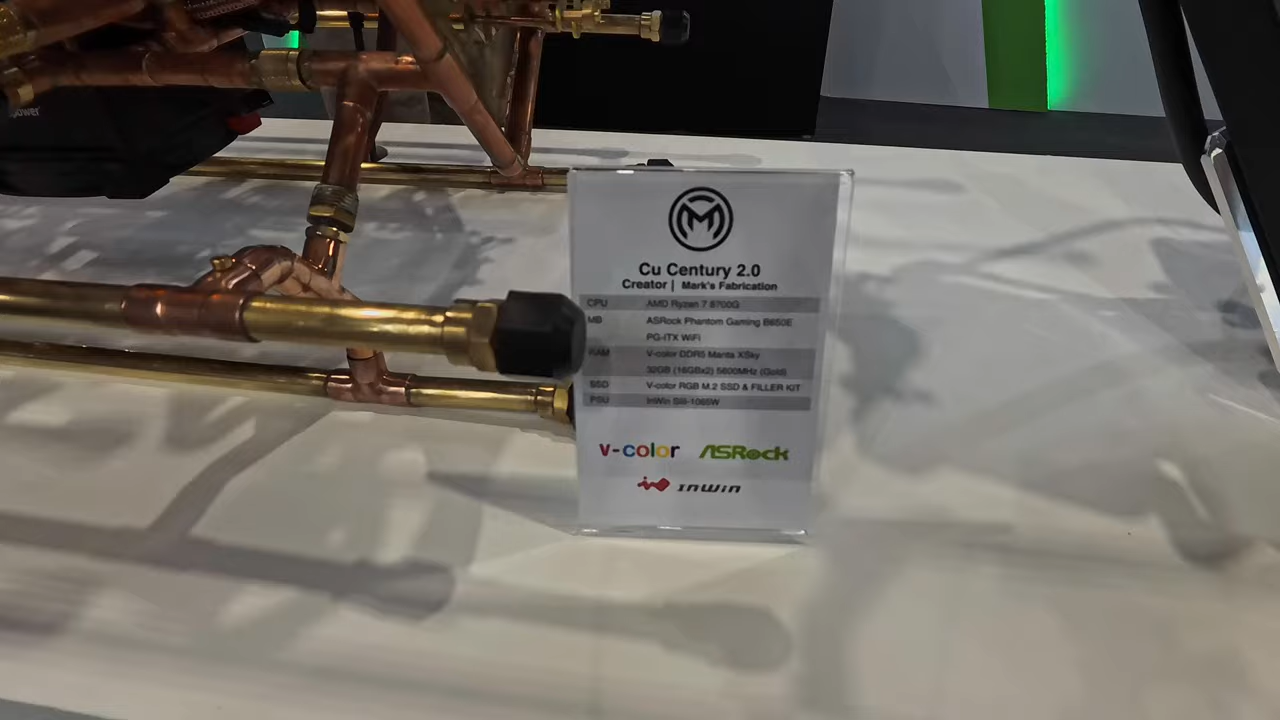 power
Cu Century 2.0
Creator | Mark's Fabrication
CPU AMD Ryzen 7 8700G
MB ASRock Phantom Gaming B650E
PG-ITX WiFi
RAM V-color DDR5 Manta XSky
32GB (16GBx2) 5600MHz (Gold)
SSD V-color RGB M.2 SSD & FILLER KIT
PSU InWin SII-1065W
v-color ASRock
InWin